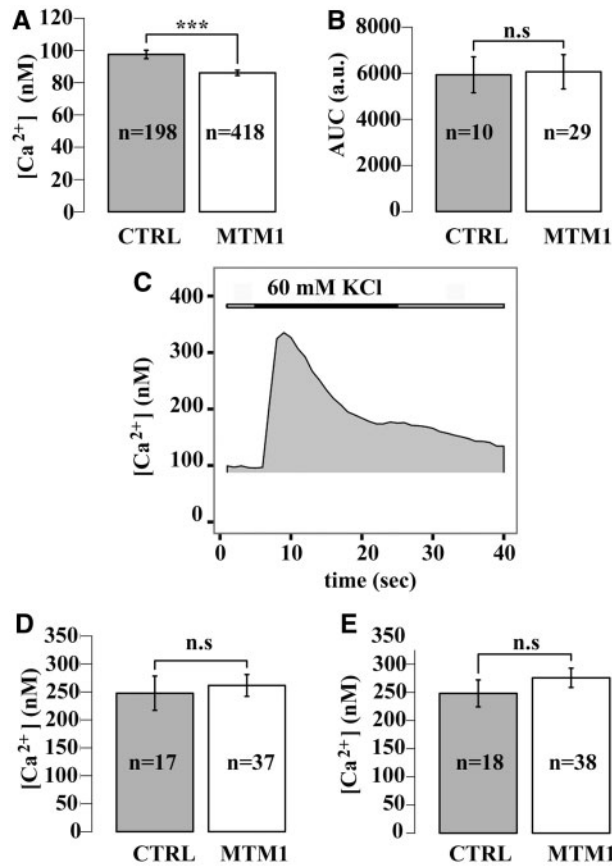 A
***
[Ca²⁺] (nM)
120
100
80
60
40
20
0
n=198
n=418
CTRL
MTM1
B
n.s
AUC (a.u.)
8000
6000
4000
2000
0
n=10
n=29
CTRL
MTM1
C
60 mM KCl
[Ca²⁺] (nM)
400
300
200
100
0
0
10
20
30
40
time (sec)
D
n.s
[Ca²⁺] (nM)
350
300
250
200
150
100
50
0
n=17
n=37
CTRL
MTM1
E
n.s
[Ca²⁺] (nM)
350
300
250
200
150
100
50
0
n=18
n=38
CTRL
MTM1